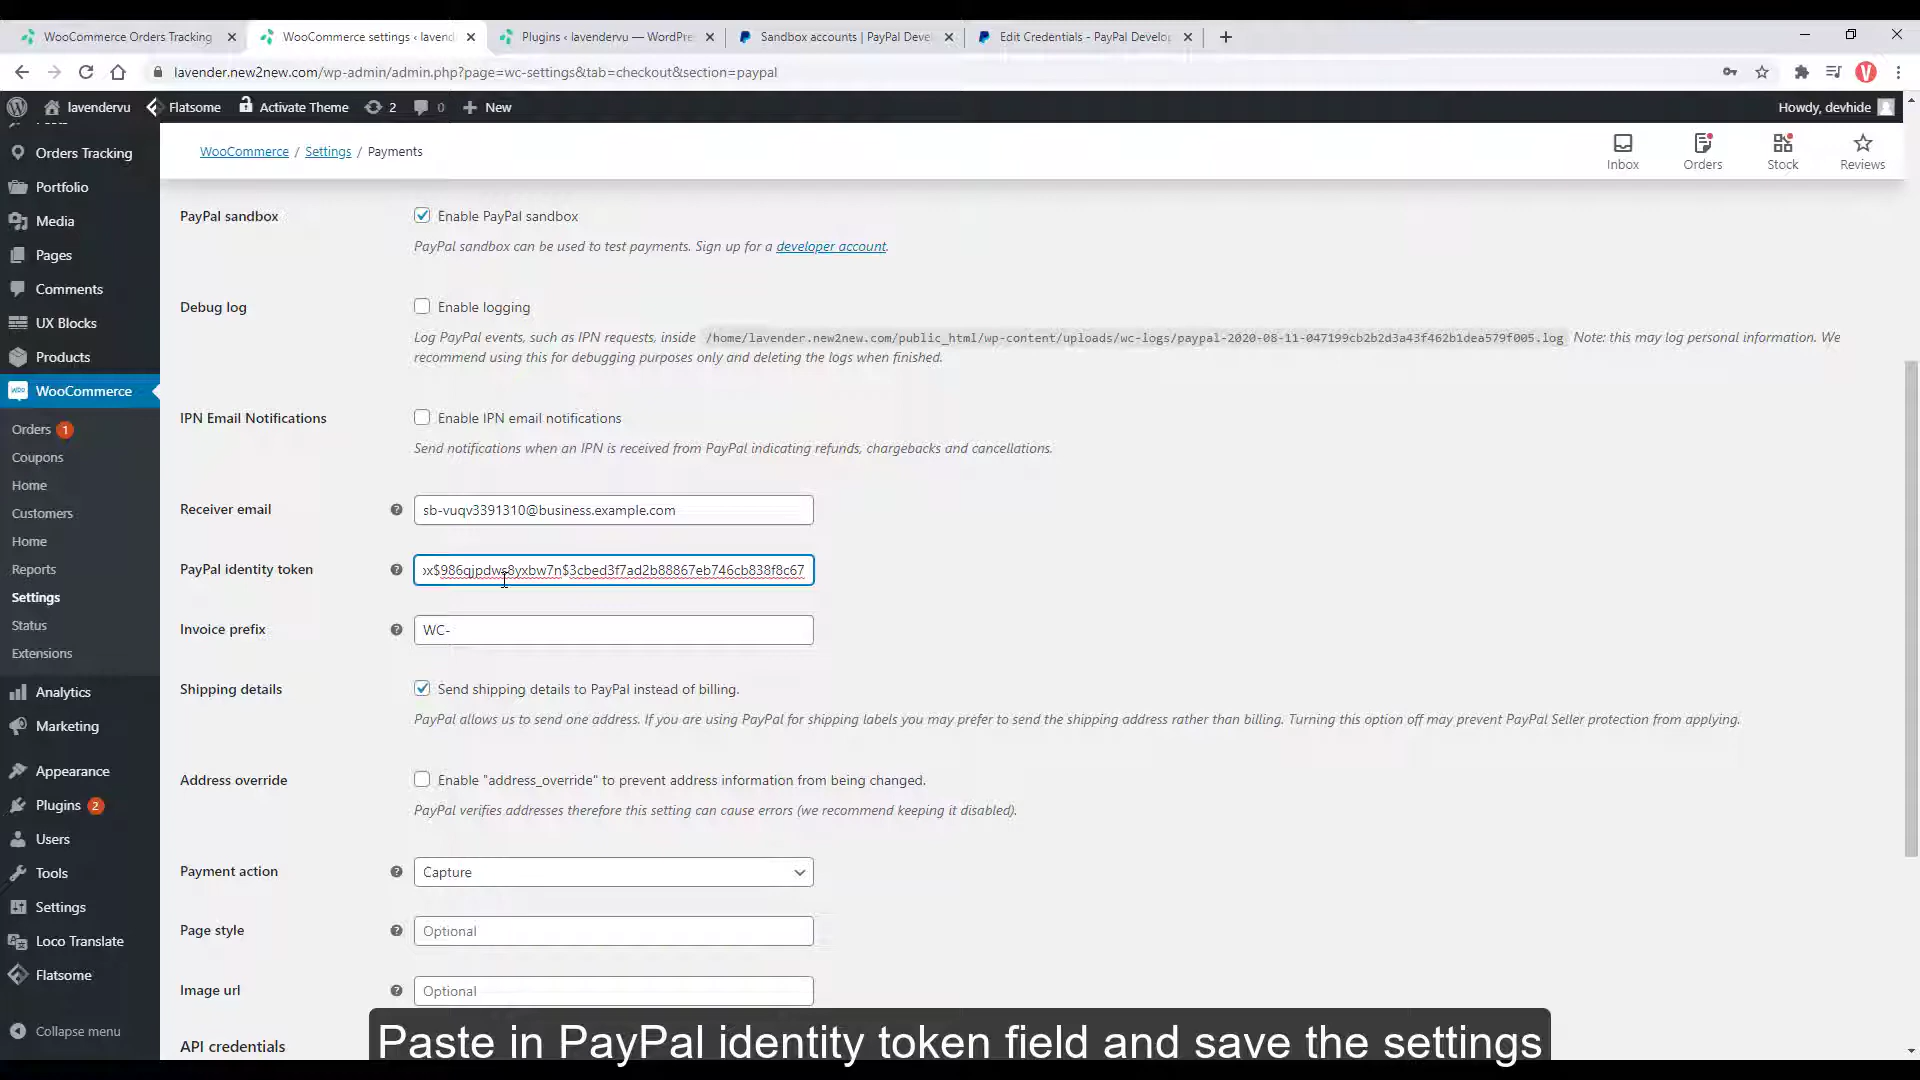 WooCommerce Orders Tracking
WooCommerce settings ‹ lavend
Plugins ‹ lavendervu — WordPre
Sandbox accounts | PayPal Devel
Edit Credentials - PayPal Develop
lavender.new2new.com/wp-admin/admin.php?page=wc-settings&tab=checkout&section=paypal
V
lavendervu
Flatsome
Activate Theme
2
0
New
Howdy, devhide
Orders Tracking
Portfolio
Media
Pages
Comments
UX Blocks
Products
WooCommerce
Orders 1
Coupons
Home
Customers
Home
Reports
Settings
Status
Extensions
Analytics
Marketing
Appearance
Plugins 2
Users
Tools
Settings
Loco Translate
Flatsome
Collapse menu
WooCommerce / Settings / Payments
Inbox
Orders
Stock
Reviews
PayPal sandbox
Enable PayPal sandbox
PayPal sandbox can be used to test payments. Sign up for a developer account.
Debug log
Enable logging
Log PayPal events, such as IPN requests, inside /home/lavender.new2new.com/public_html/wp-content/uploads/wc-logs/paypal-2020-08-11-047199cb2b2d3a43f462b1dea579f005.log Note: this may log personal information. We
recommend using this for debugging purposes only and deleting the logs when finished.
IPN Email Notifications
Enable IPN email notifications
Send notifications when an IPN is received from PayPal indicating refunds, chargebacks and cancellations.
Receiver email
sb-vuqv3391310@business.example.com
PayPal identity token
x$986qjpdws8yxbw7n$3cbed3f7ad2b88867eb746cb838f8c67
Invoice prefix
WC-
Shipping details
Send shipping details to PayPal instead of billing.
PayPal allows us to send one address. If you are using PayPal for shipping labels you may prefer to send the shipping address rather than billing. Turning this option off may prevent PayPal Seller protection from applying.
Address override
Enable "address_override" to prevent address information from being changed.
PayPal verifies addresses therefore this setting can cause errors (we recommend keeping it disabled).
Payment action
Capture
Page style
Optional
Image url
Optional
API credentials
Paste in PayPal identity token field and save the settings